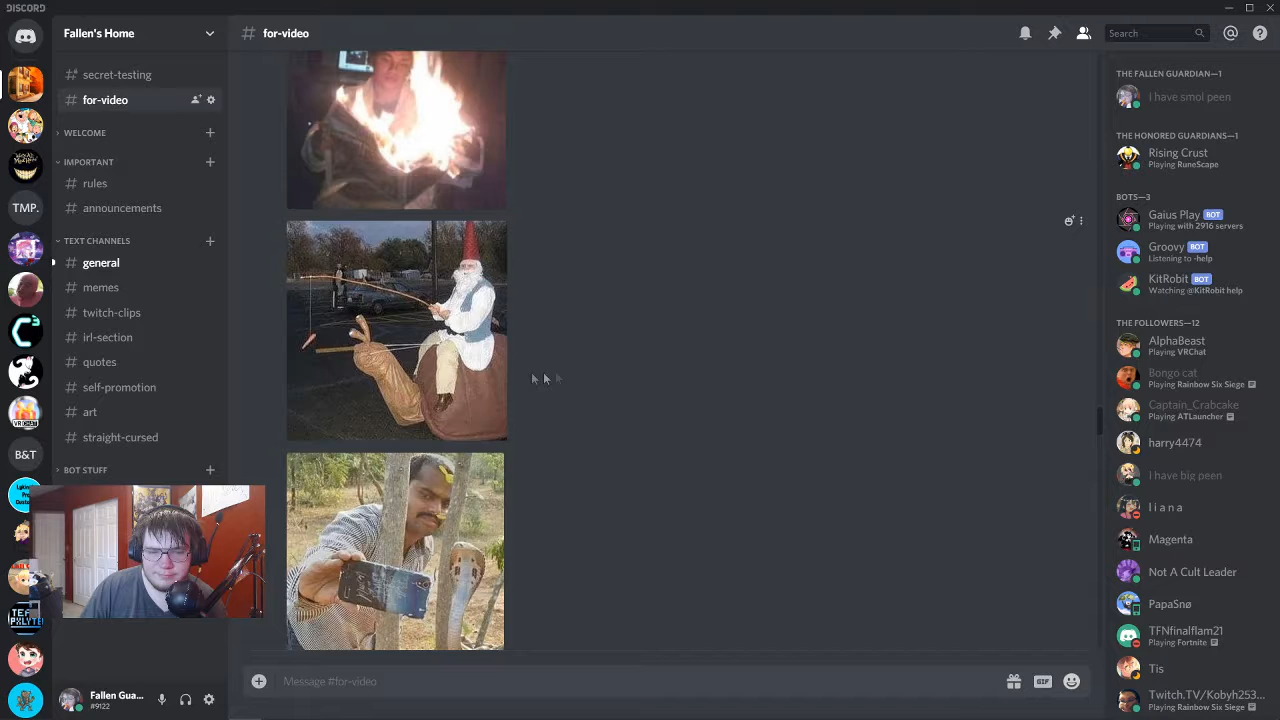 DISCORD
Fallen's Home
for-video
Search
secret-testing
for-video
WELCOME
IMPORTANT
rules
announcements
TEXT CHANNELS
general
memes
twitch-clips
irl-section
quotes
self-promotion
art
straight-cursed
BOT STUFF
TMP.
B&T
Fallen Gua...
#9122
Message #for-video
GIF
THE FALLEN GUARDIAN—1
I have smol peen
THE HONORED GUARDIANS—1
Rising Crust
Playing RuneScape
BOTS—3
Gaius Play BOT
Playing with 2916 servers
Groovy BOT
Listening to -help
KitRobit BOT
Watching @KitRobit help
THE FOLLOWERS—12
AlphaBeast
Playing VRChat
Bongo cat
Playing Rainbow Six Siege
Captain_Crabcake
Playing ATLauncher
harry4474
I have big peen
L i a n a
Magenta
Not A Cult Leader
PapaSnø
TFNfinalflam21
Playing Fortnite
Tis
Twitch.TV/Kobyh253...
Playing Rainbow Six Siege